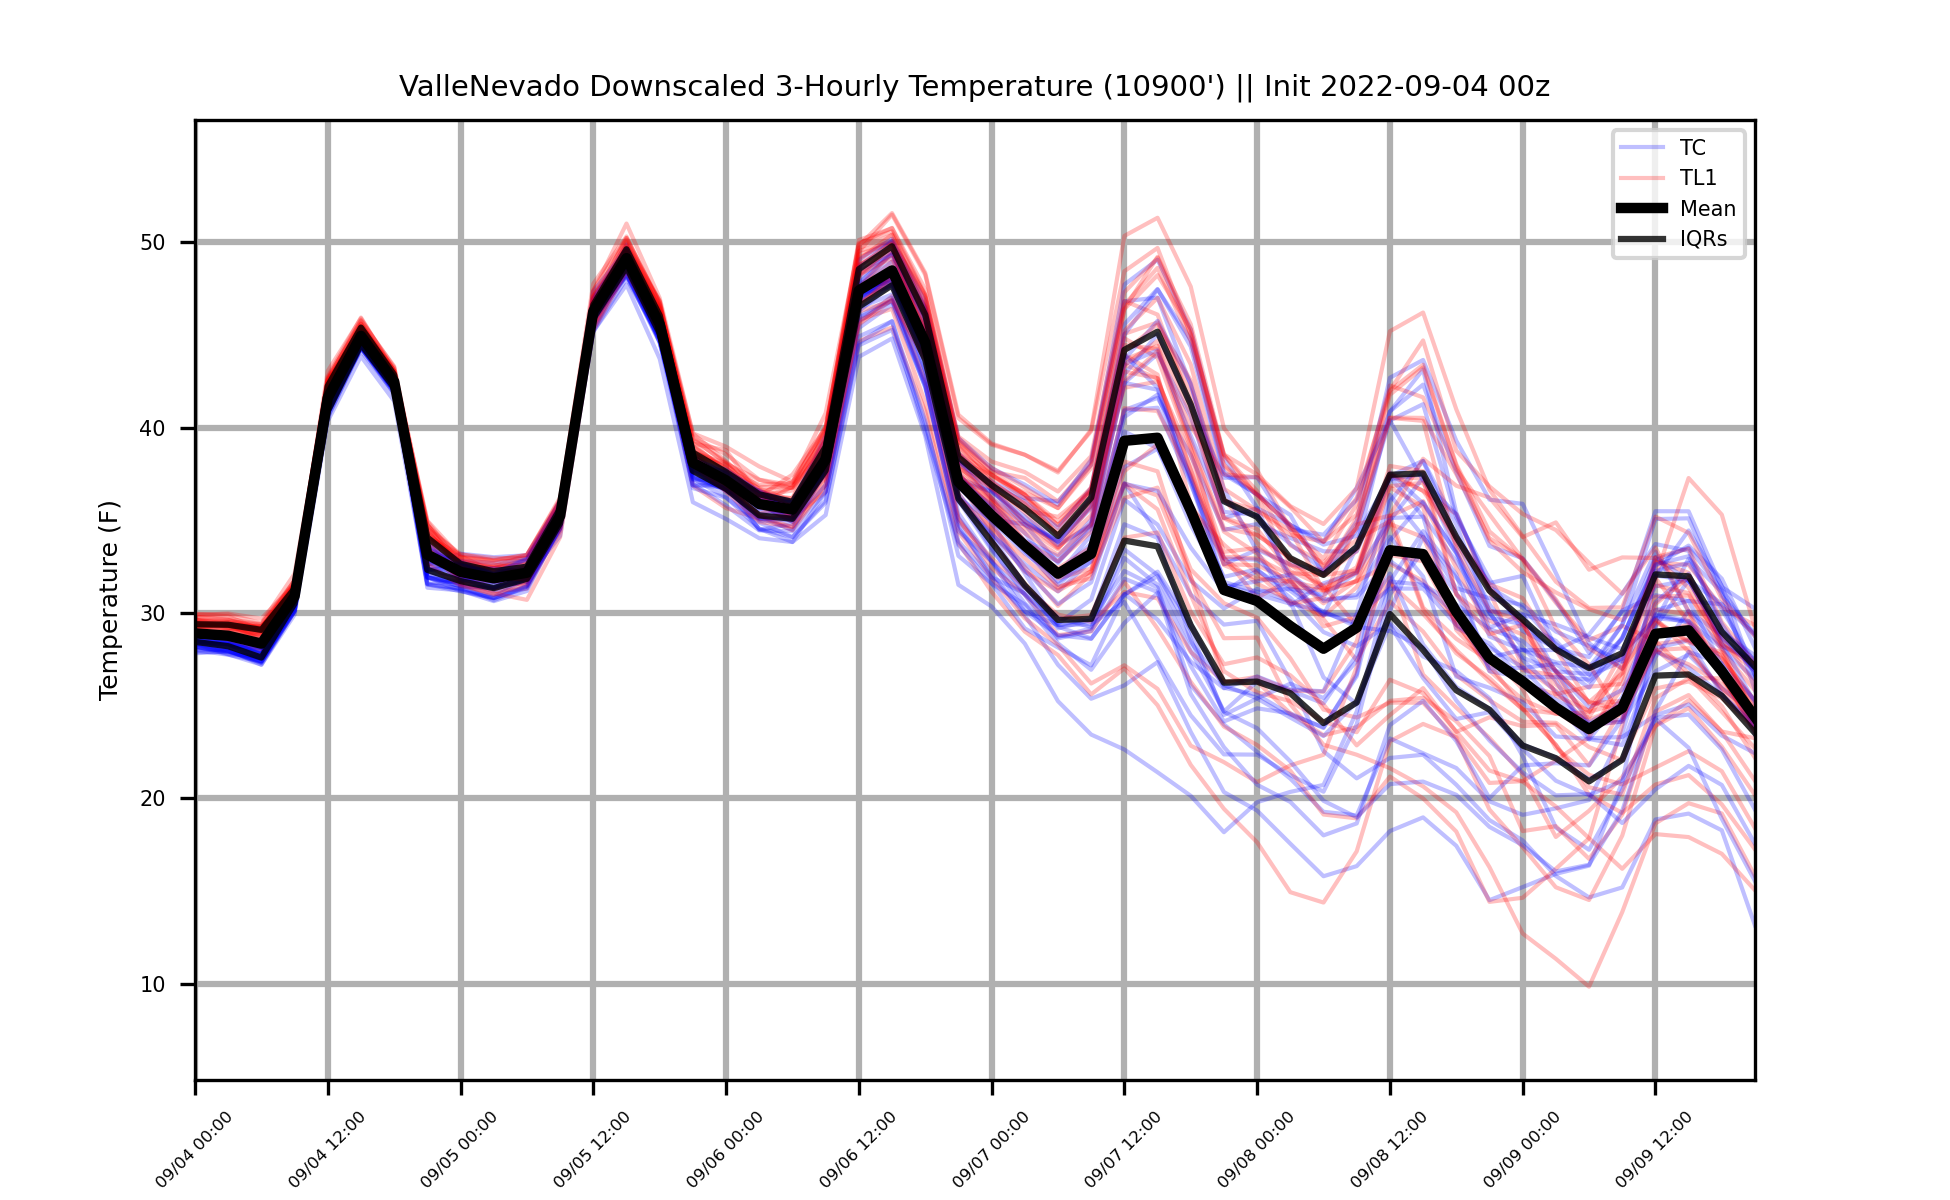 ValleNevado Downscaled 3-Hourly Temperature (10900') || Init 2022-09-04 00z
TC
TL1
Mean
IQRs
Temperature (F)
50
40
30
20
10
09/04 00:00
09/04 12:00
09/05 00:00
09/05 12:00
09/06 00:00
09/06 12:00
09/07 00:00
09/07 12:00
09/08 00:00
09/08 12:00
09/09 00:00
09/09 12:00